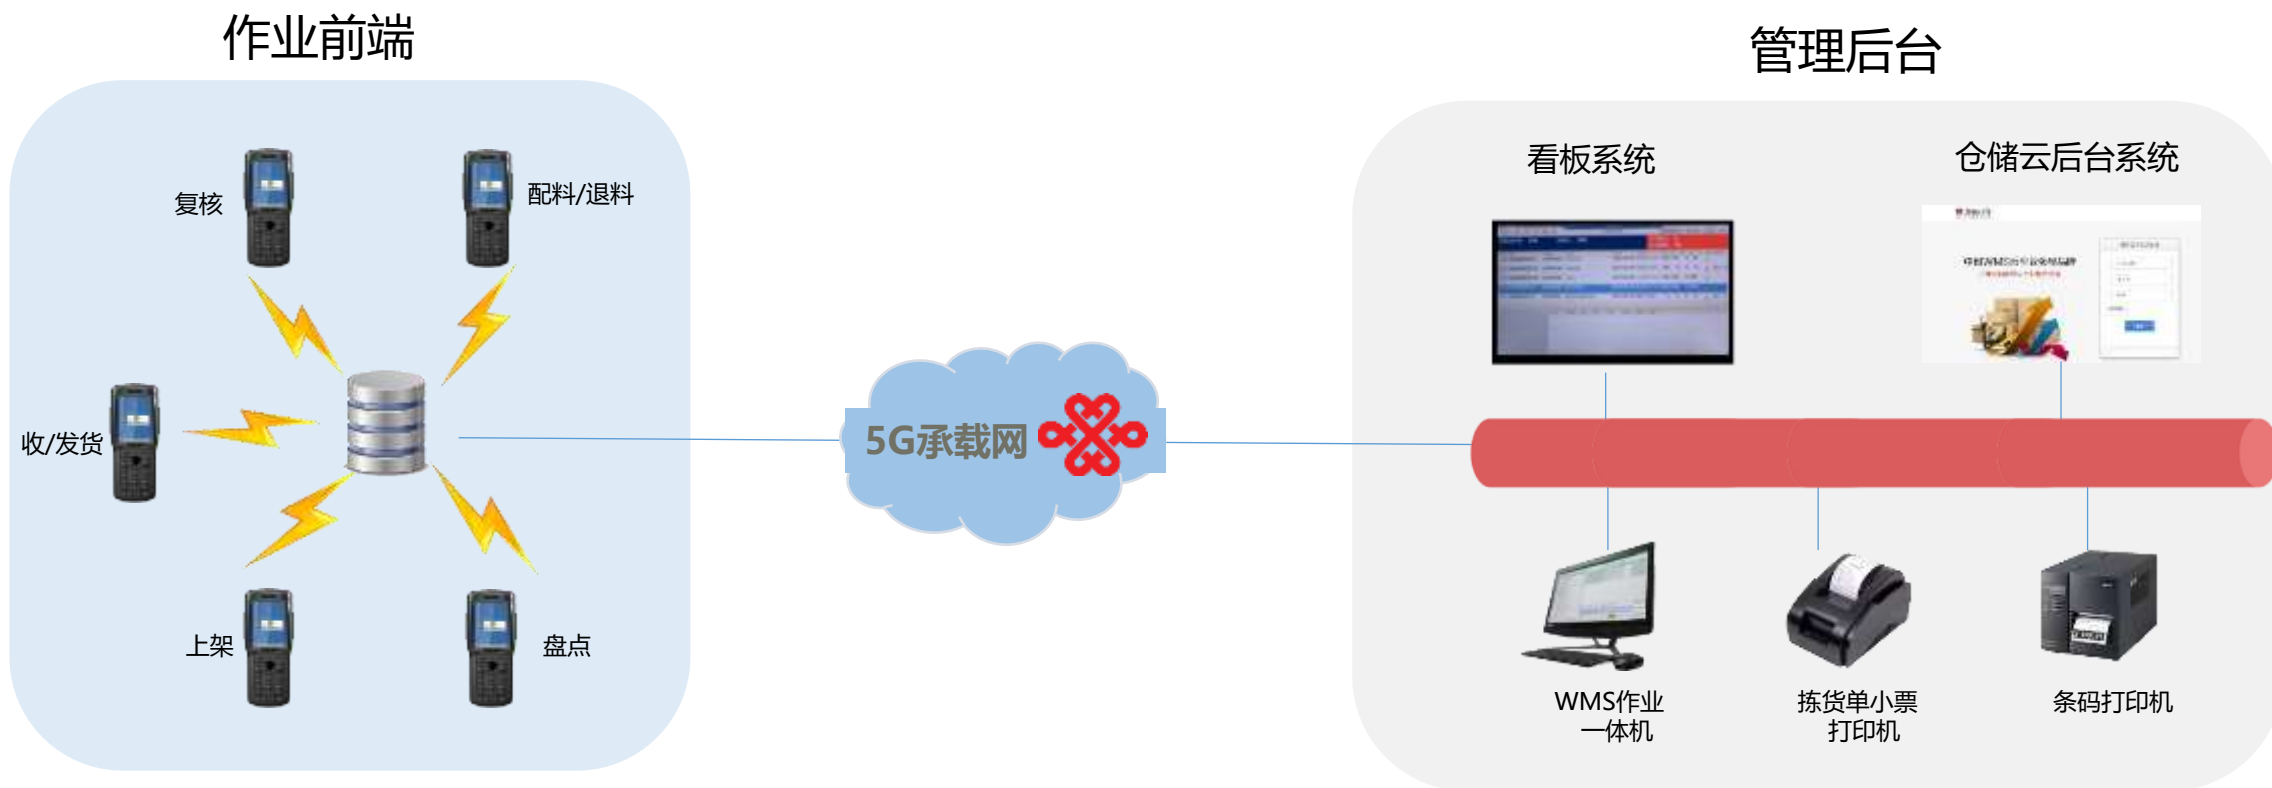 作业前端
管理后台
看板系统
仓储云后台系统
复核
配料/退料
收/发货
5G承载网
上架
盘点
WMS作业
一体机
拣货单小票
打印机
条码打印机